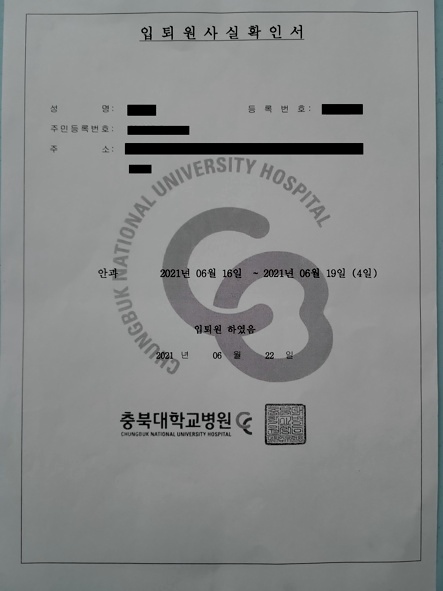 입퇴원사실확인서
성 명: 등 록 번 호:
주민등록번호:
주 소:
CHUNGBUK NATIONAL UNIVERSITY HOSPITAL
안과 2021년 06월 16일 ~ 2021년 06월 19일 (4일)
입퇴원 하였음
2021 년 06 월 22 일
충북대학교병원
CHUNGBUK NATIONAL UNIVERSITY HOSPITAL